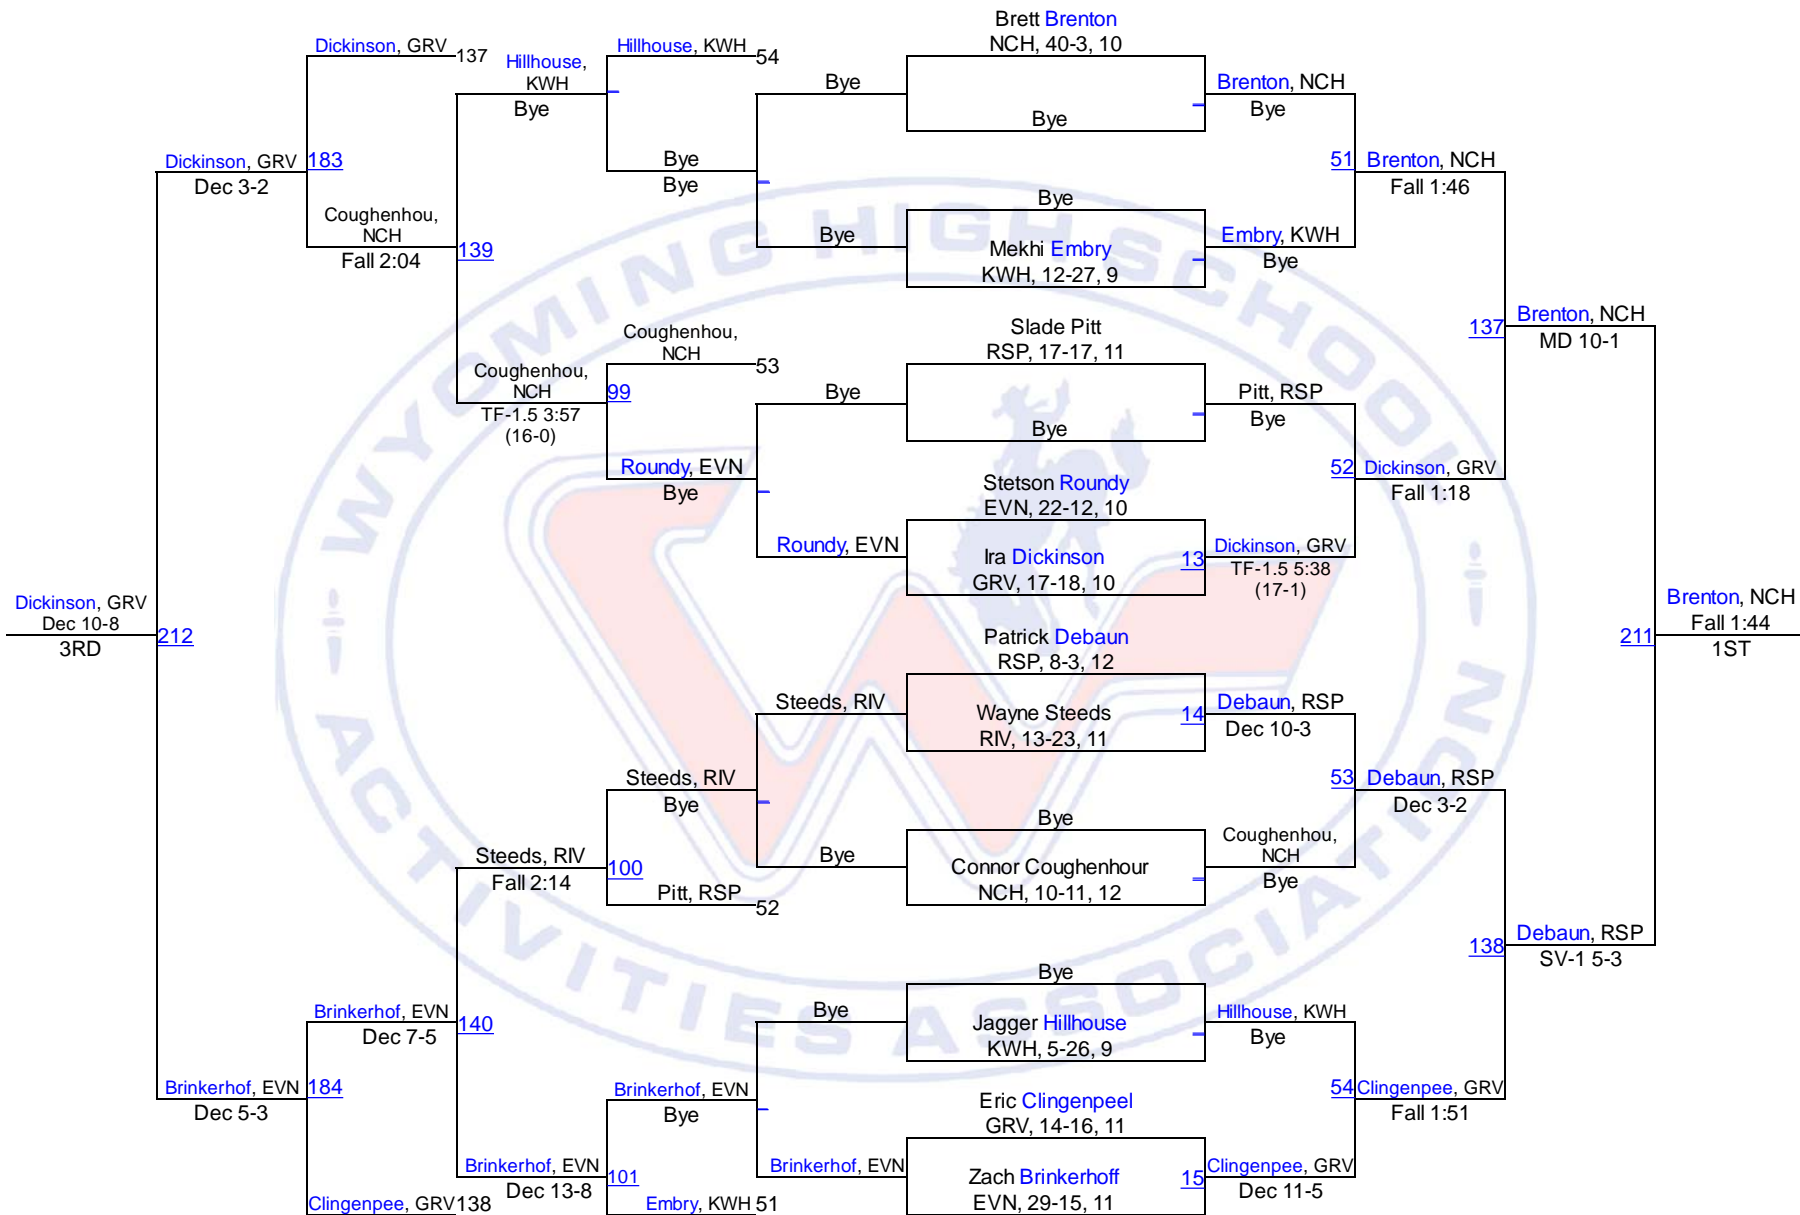 Dickinson, GRV
Dec 10-8
3RD
212
Dickinson, GRV
Dec 3-2
183
Brinkerhof, EVN
Dec 5-3
184
Dickinson, GRV
137
Coughenhou,
NCH
Fall 2:04
139
Brinkerhof, EVN
Dec 7-5
140
Clingenpee, GRV
138
Hillhouse,
KWH
Bye
Coughenhou,
NCH
TF-1.5 3:57
(16-0)
99
Steeds, RIV
Fall 2:14
100
Brinkerhof, EVN
Dec 13-8
101
Hillhouse, KWH
54
Bye
Bye
Coughenhou,
NCH
53
Roundy, EVN
Bye
Steeds, RIV
Bye
Pitt, RSP
52
Brinkerhof, EVN
Bye
Embry, KWH
51
Bye
Bye
Bye
Roundy, EVN
Steeds, RIV
Bye
Bye
Brinkerhof, EVN
Brett Brenton
NCH, 40-3, 10
Bye
Bye
Mekhi Embry
KWH, 12-27, 9
Slade Pitt
RSP, 17-17, 11
Bye
Stetson Roundy
EVN, 22-12, 10
Ira Dickinson
GRV, 17-18, 10
13
Patrick Debaun
RSP, 8-3, 12
Wayne Steeds
RIV, 13-23, 11
14
Bye
Connor Coughenhour
NCH, 10-11, 12
Bye
Jagger Hillhouse
KWH, 5-26, 9
Eric Clingenpeel
GRV, 14-16, 11
Zach Brinkerhoff
EVN, 29-15, 11
15
Brenton, NCH
Bye
Embry, KWH
Bye
Pitt, RSP
Bye
Dickinson, GRV
TF-1.5 5:38
(17-1)
Debaun, RSP
Dec 10-3
Coughenhou,
NCH
Bye
Hillhouse, KWH
Bye
Clingenpee, GRV
Dec 11-5
51
Brenton, NCH
Fall 1:46
52
Dickinson, GRV
Fall 1:18
53
Debaun, RSP
Dec 3-2
54
Clingenpee, GRV
Fall 1:51
137
Brenton, NCH
MD 10-1
138
Debaun, RSP
SV-1 5-3
211
Brenton, NCH
Fall 1:44
1ST
WYOMING HIGH SCHOOL
ACTIVITIES ASSOCIATION
W